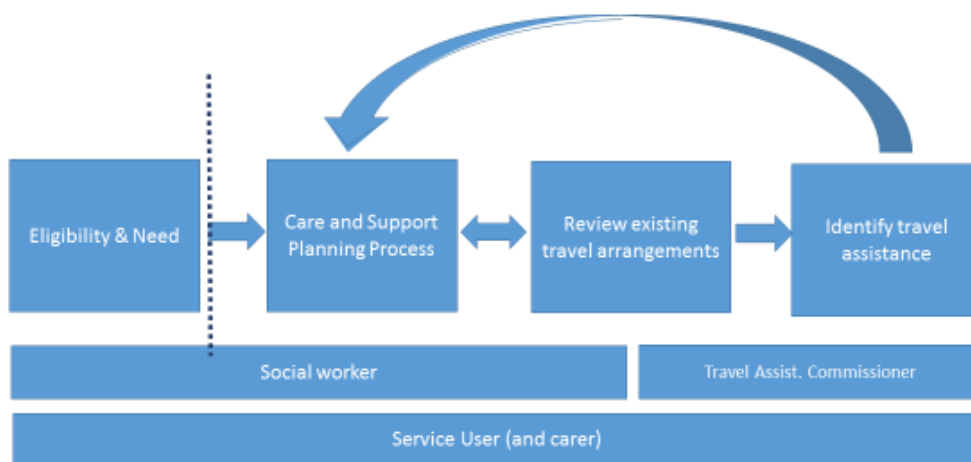 Eligibility & Need
Care and Support
Planning Process
Review existing
travel arrangements
Identify travel
assistance
Social worker
Travel Assist. Commissioner
Service User (and carer)